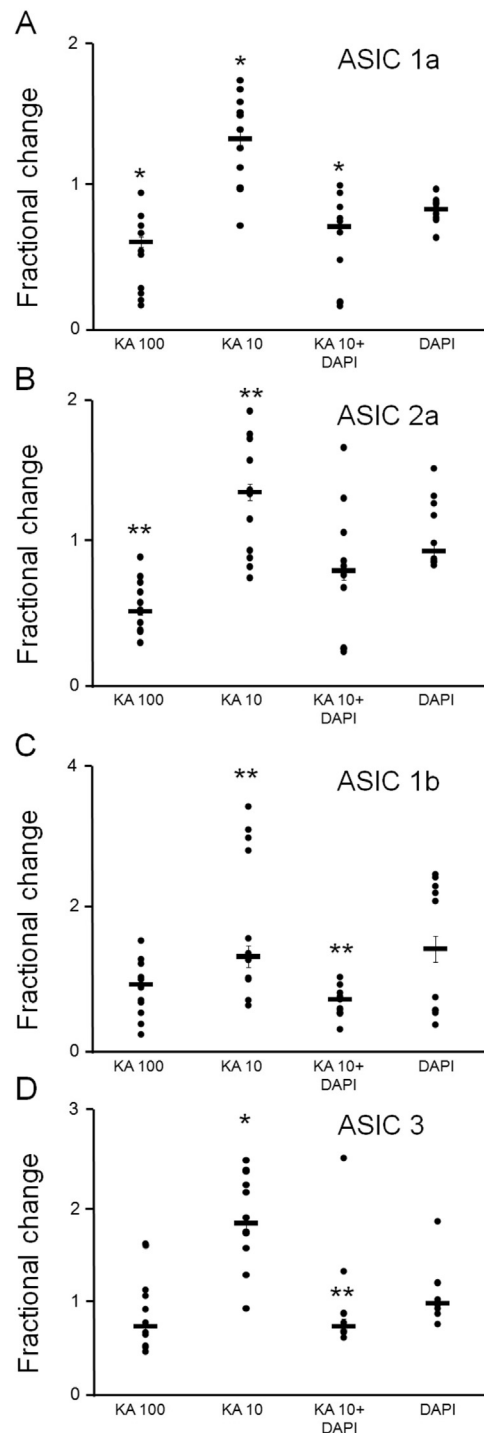 A
2
ASIC 1a
*
*
*
Fractional change
1
0
KA 100
KA 10
KA 10+
DAPI
DAPI
B
2
ASIC 2a
**
**
Fractional change
1
0
KA 100
KA 10
KA 10+
DAPI
DAPI
C
4
ASIC 1b
**
**
Fractional change
2
0
KA 100
KA 10
KA 10+
DAPI
DAPI
D
3
ASIC 3
*
**
Fractional change
2
1
0
KA 100
KA 10
KA 10+
DAPI
DAPI